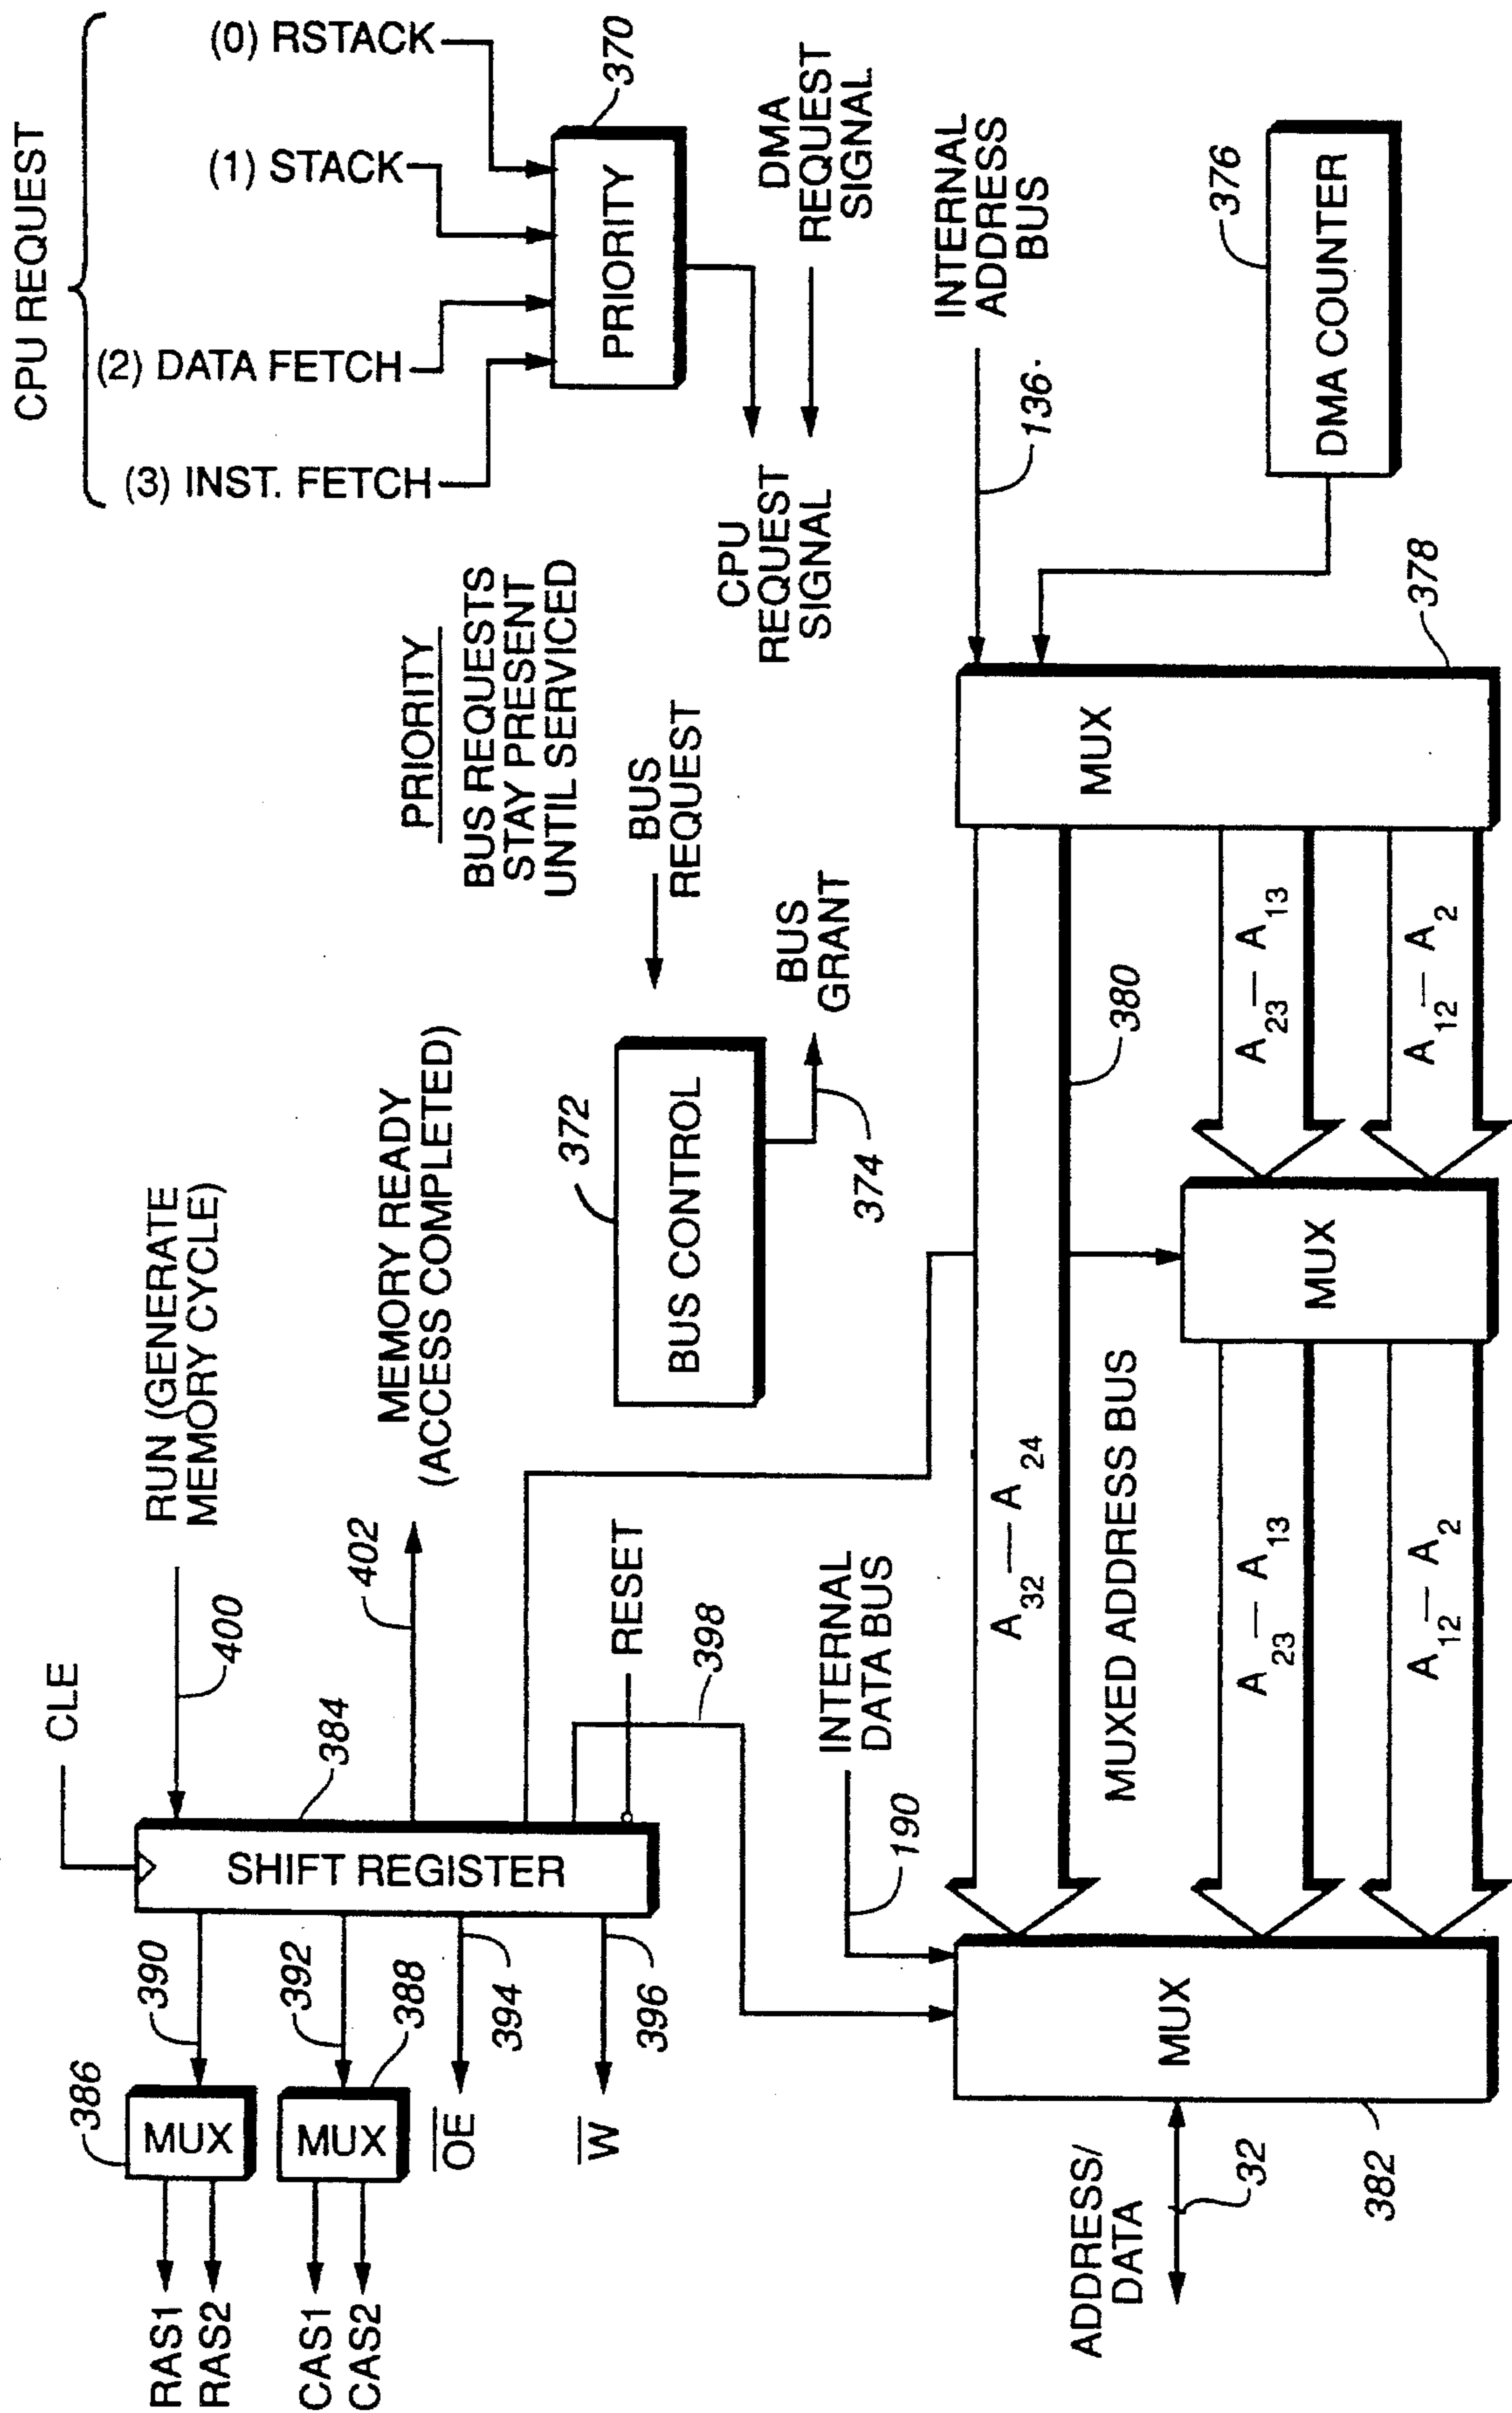 CPU REQUEST
(0) RSTACK
(1) STACK
(2) DATA FETCH
(3) INST. FETCH
370
PRIORITY
DMA
REQUEST
SIGNAL
CPU
REQUEST
SIGNAL
PRIORITY
BUS REQUESTS
STAY PRESENT
UNTIL SERVICED
BUS
REQUEST
BUS
GRANT
372
BUS CONTROL
374
RUN (GENERATE
MEMORY CYCLE)
400
CLE
384
SHIFT REGISTER
402
MEMORY READY
(ACCESS COMPLETED)
RESET
398
390
392
394
396
386
MUX
388
MUX
RAS1
RAS2
CAS1
CAS2
OE
W
INTERNAL
ADDRESS
BUS
136
376
DMA COUNTER
378
MUX
380
A23 — A13
A12 — A2
MUX
A32 — A24
MUXED ADDRESS BUS
A23 — A13
A12 — A2
INTERNAL
DATA BUS
190
MUX
382
ADDRESS/
DATA
32